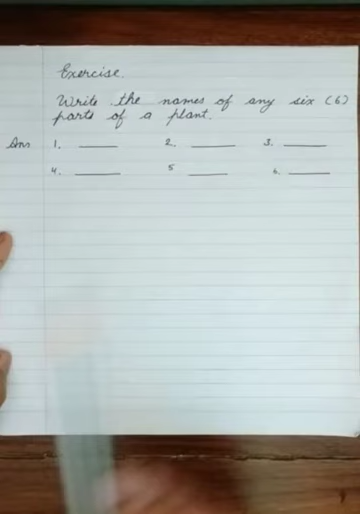 Exercise.
Write the names of any six (6)
parts of a plant.
Ans 1. ______ 2. ______ 3. ______
4. ______ 5 ______ 6. ______